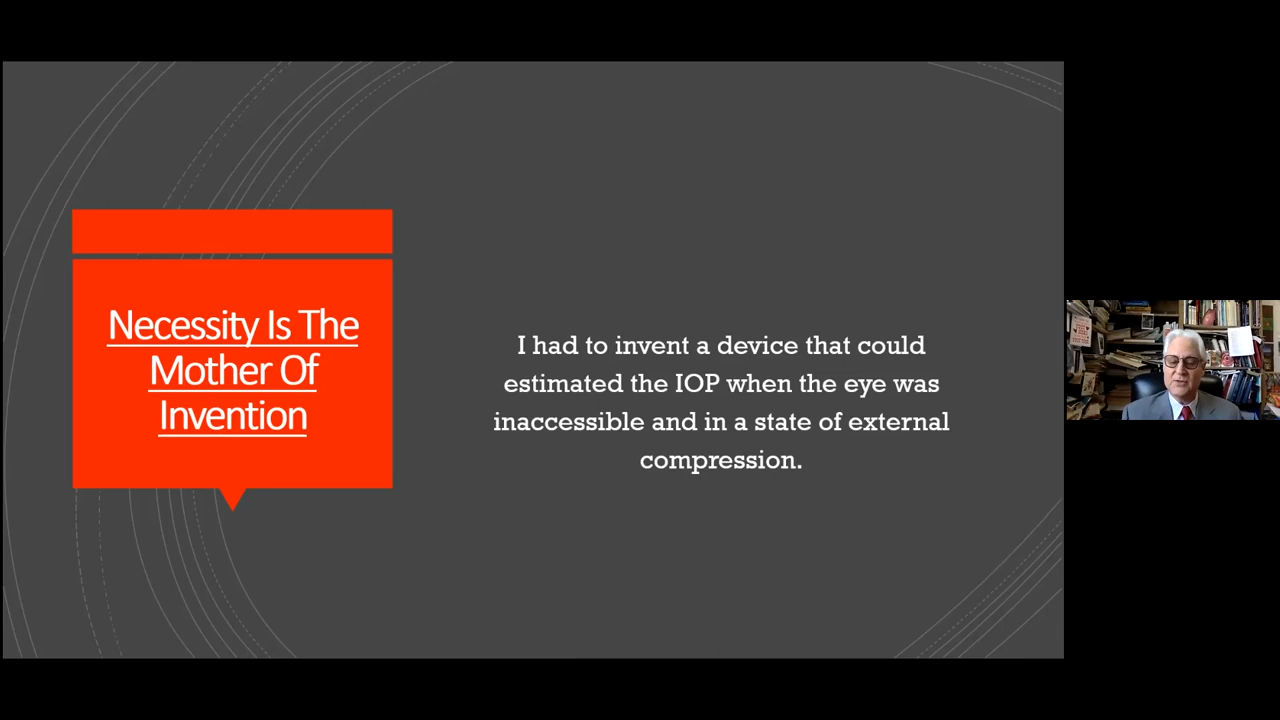 Necessity Is The
Mother Of
Invention
I had to invent a device that could
estimated the IOP when the eye was
inaccessible and in a state of external
compression.